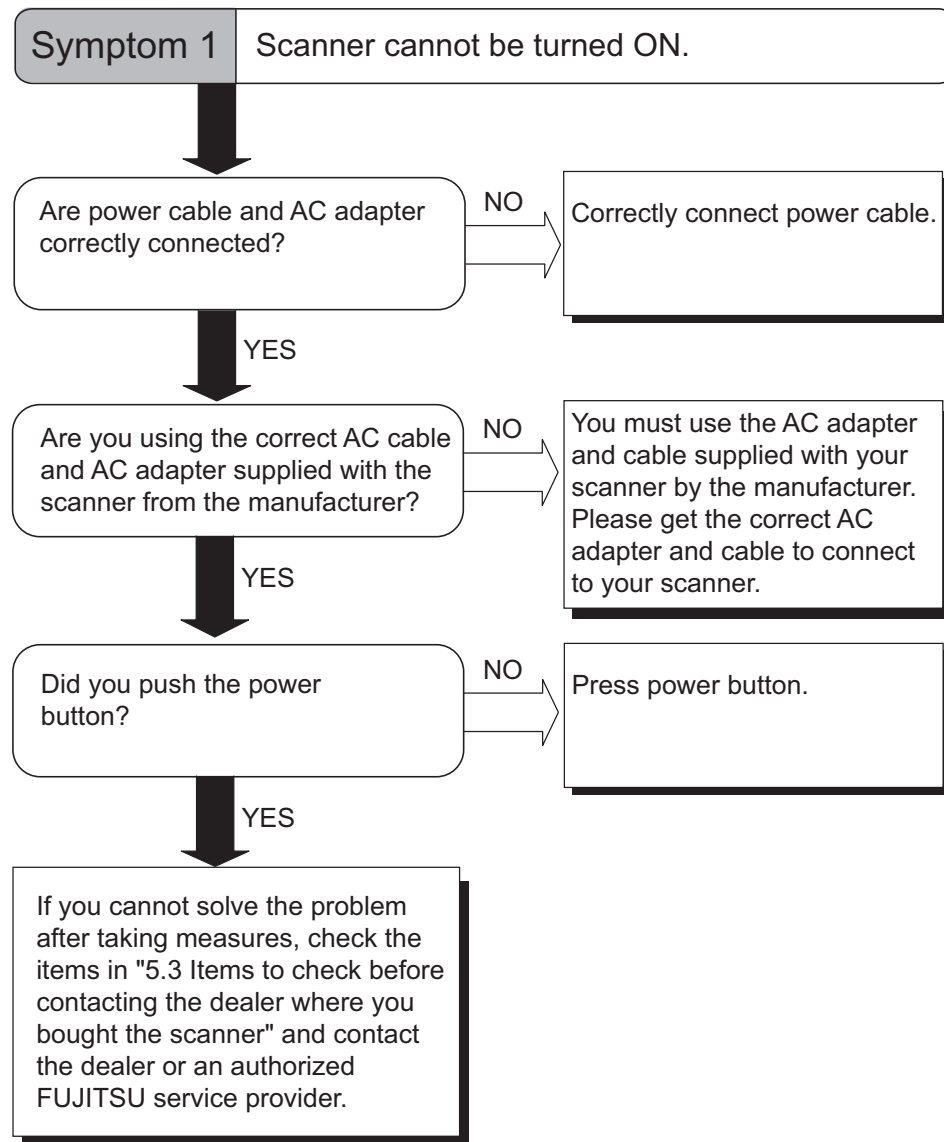 Symptom 1
Scanner cannot be turned ON.
Are power cable and AC adapter
correctly connected?
NO
Correctly connect power cable.
YES
Are you using the correct AC cable
and AC adapter supplied with the
scanner from the manufacturer?
NO
You must use the AC adapter
and cable supplied with your
scanner by the manufacturer.
Please get the correct AC
adapter and cable to connect
to your scanner.
YES
Did you push the power
button?
NO
Press power button.
YES
If you cannot solve the problem
after taking measures, check the
items in "5.3 Items to check before
contacting the dealer where you
bought the scanner" and contact
the dealer or an authorized
FUJITSU service provider.